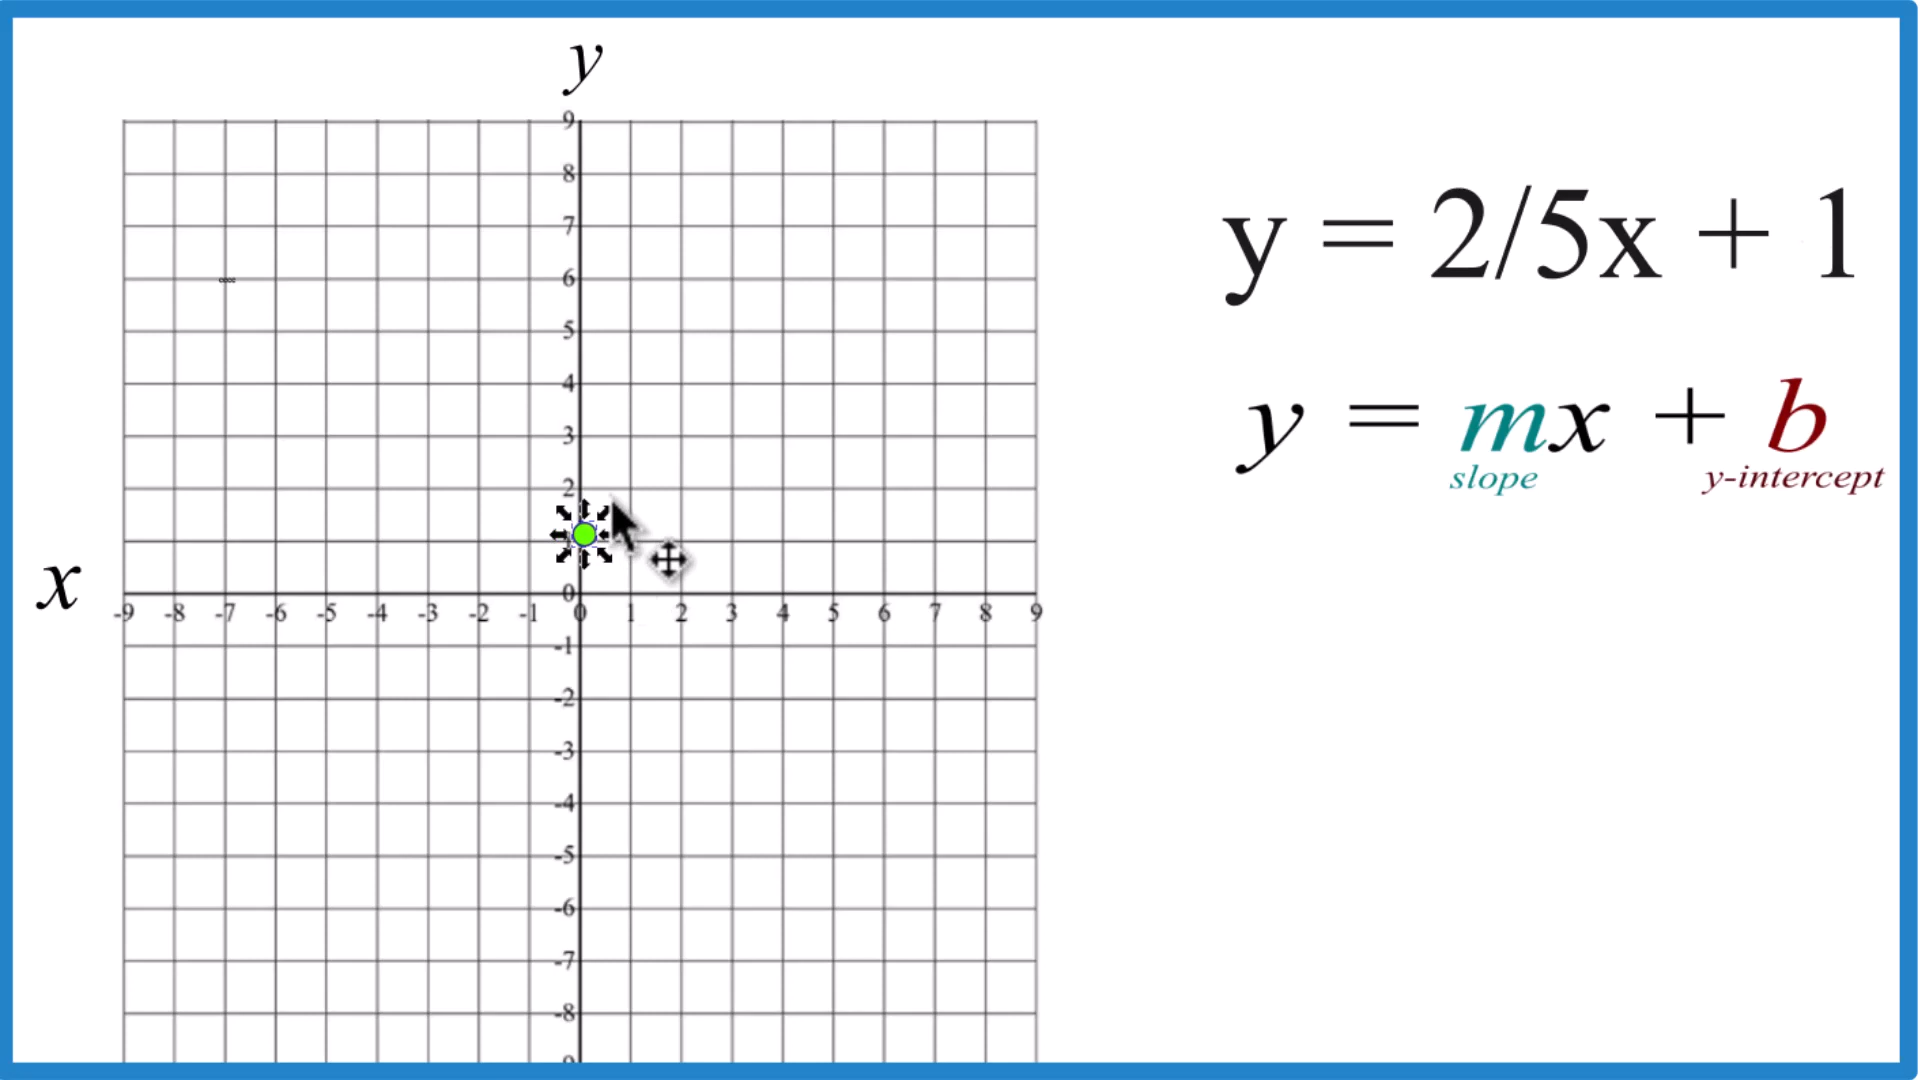 y
9
8
7
6
5
4
3
2
0
x
-9 -8 -7 -6 -5 -4 -3 -2 -1 0 1 2 3 4 5 6 7 8 9
-1
-2
-3
-4
-5
-6
-7
-8
y = 2/5x + 1
y = mx + b
slope y-intercept